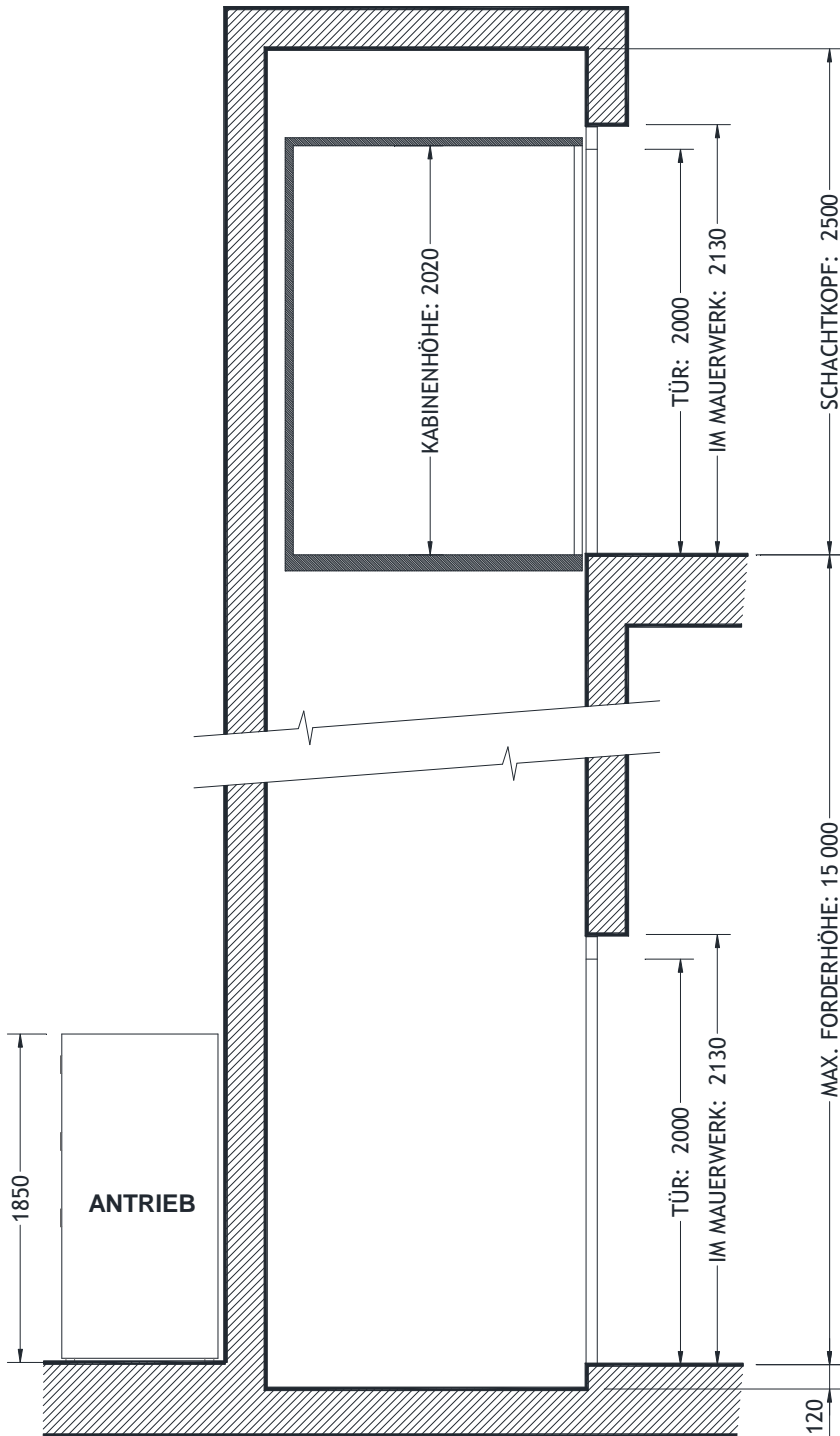 KABINENHÖHE: 2020
TÜR: 2000
IM MAUERWERK: 2130
SCHACHTKOPF: 2500
MAX. FORDERHÖHE: 15 000
1850
ANTRIEB
TÜR: 2000
IM MAUERWERK: 2130
120